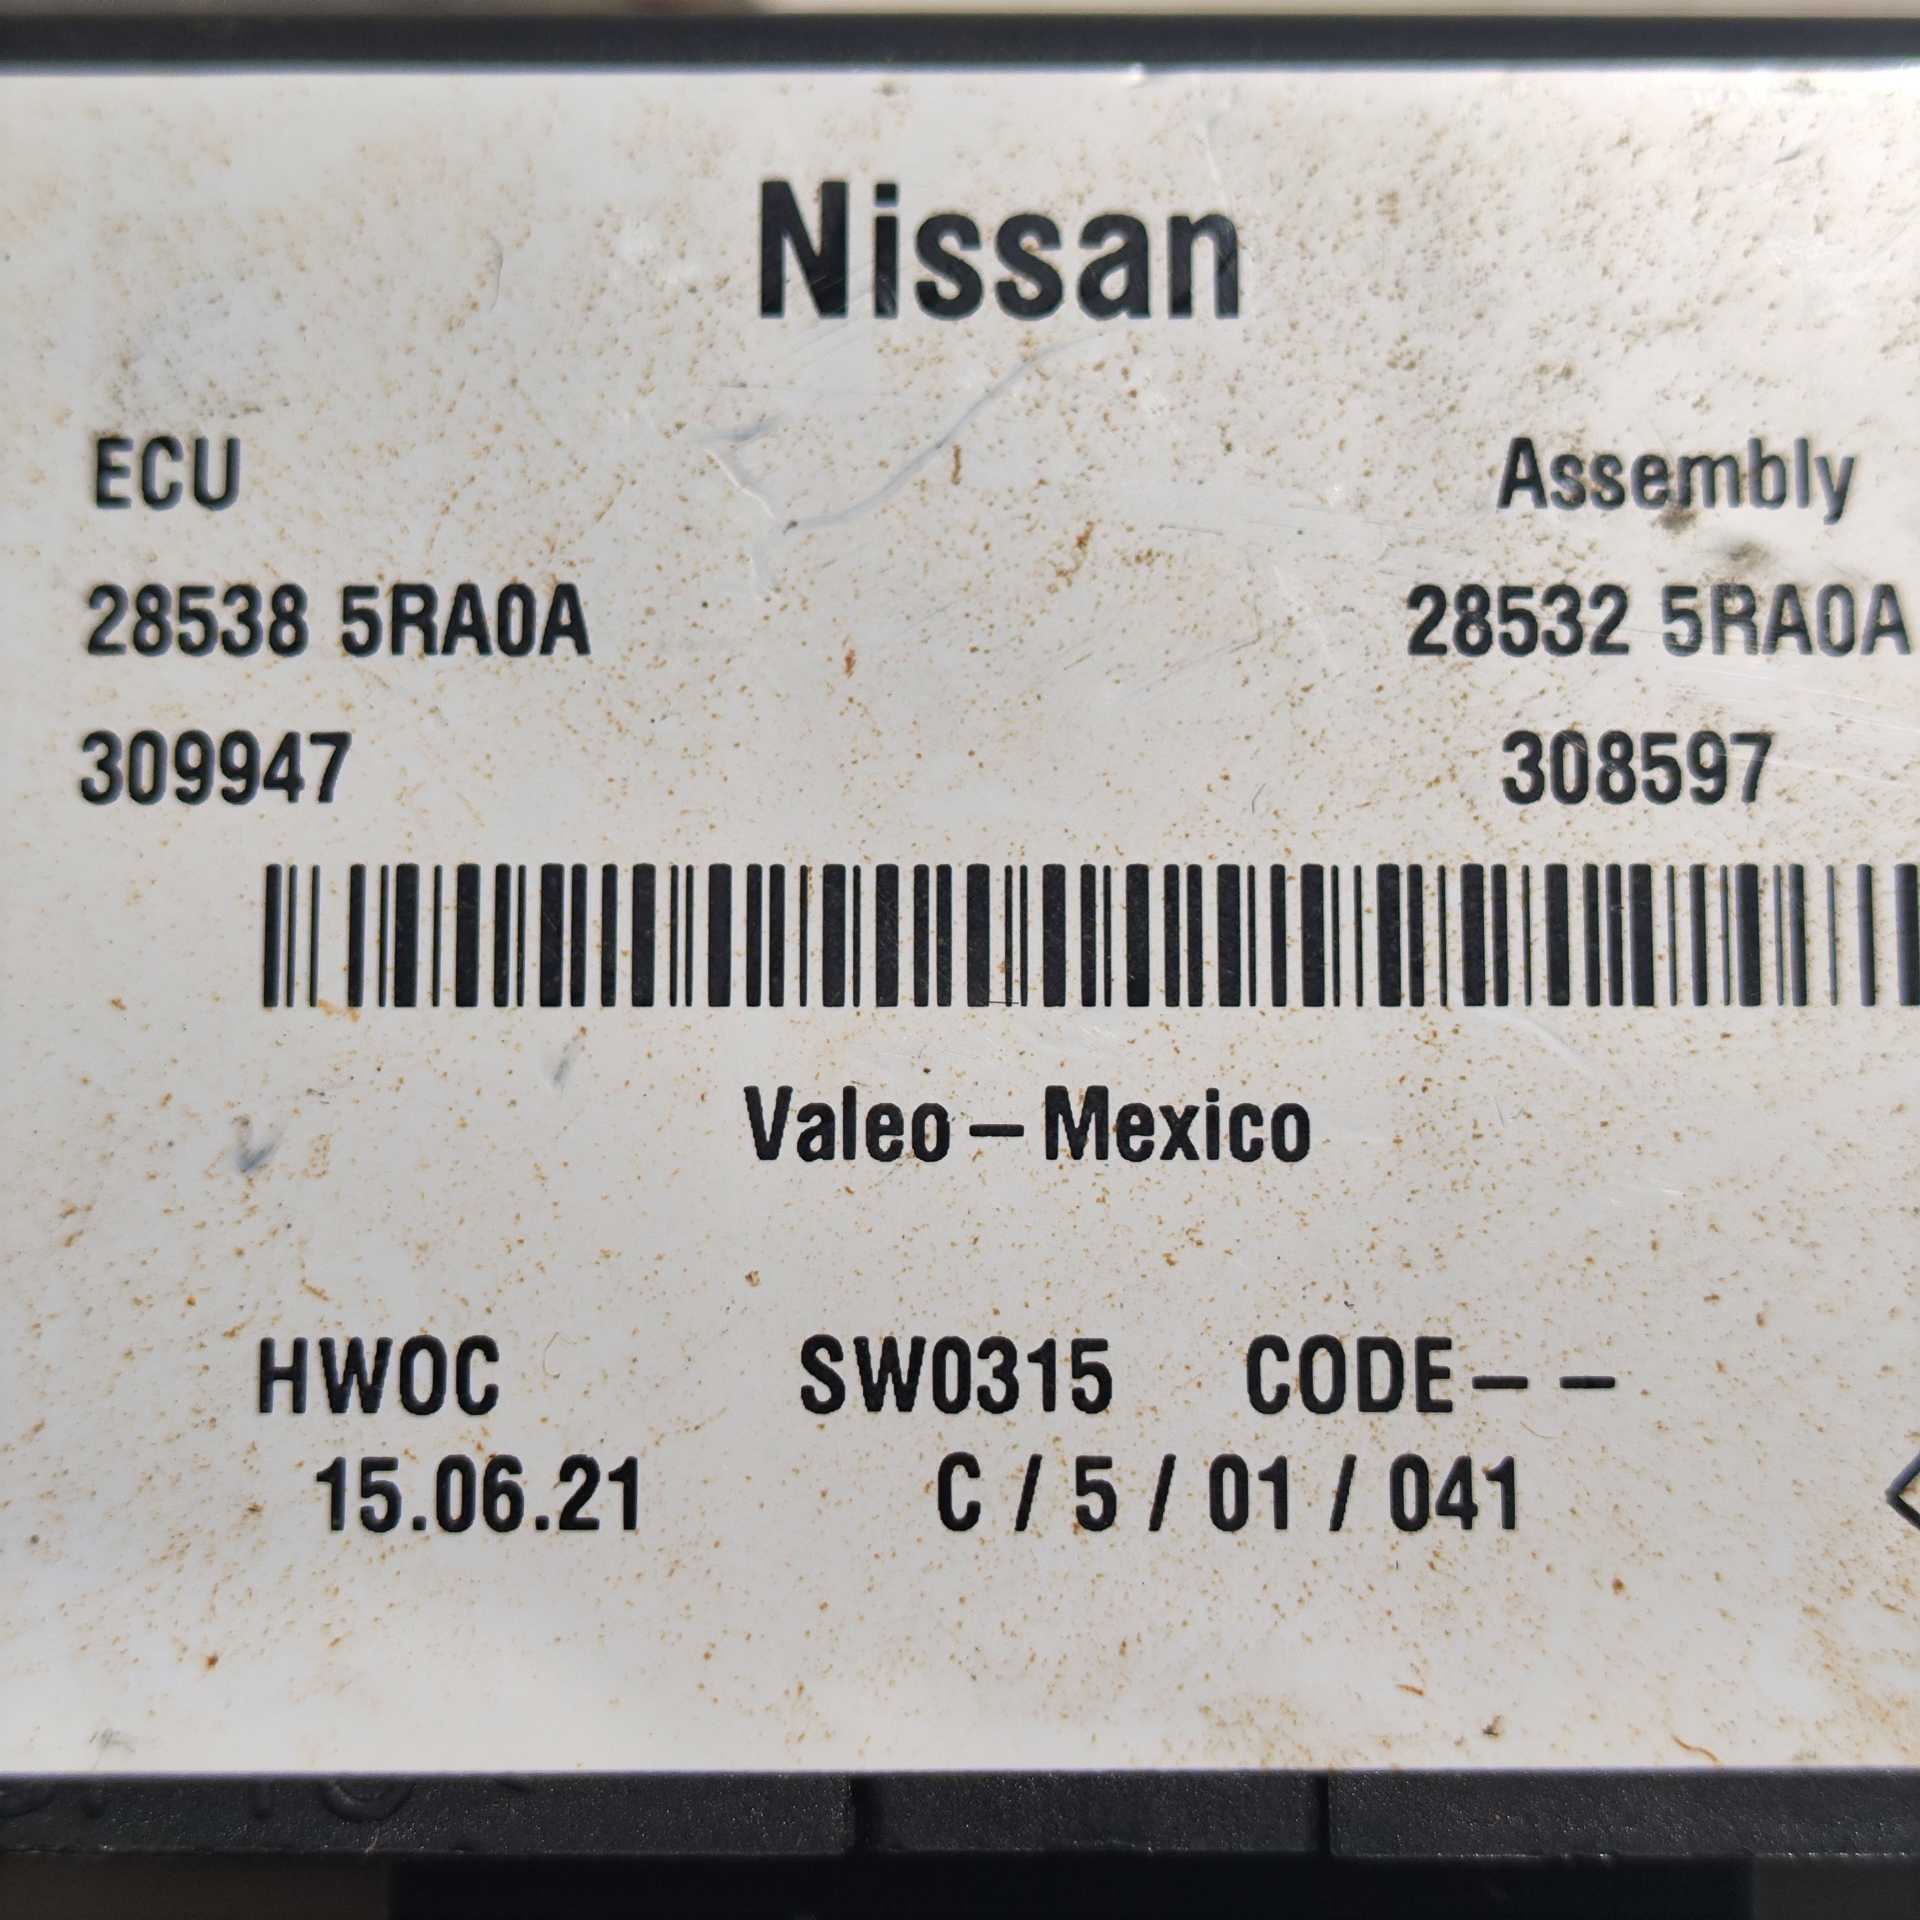 Nissan
ECU Assembly
28538 5RA0A 28532 5RA0A
309947 308597
Valeo – Mexico
HW0C SW0315 CODE– –
15.06.21 C / 5 / 01 / 041